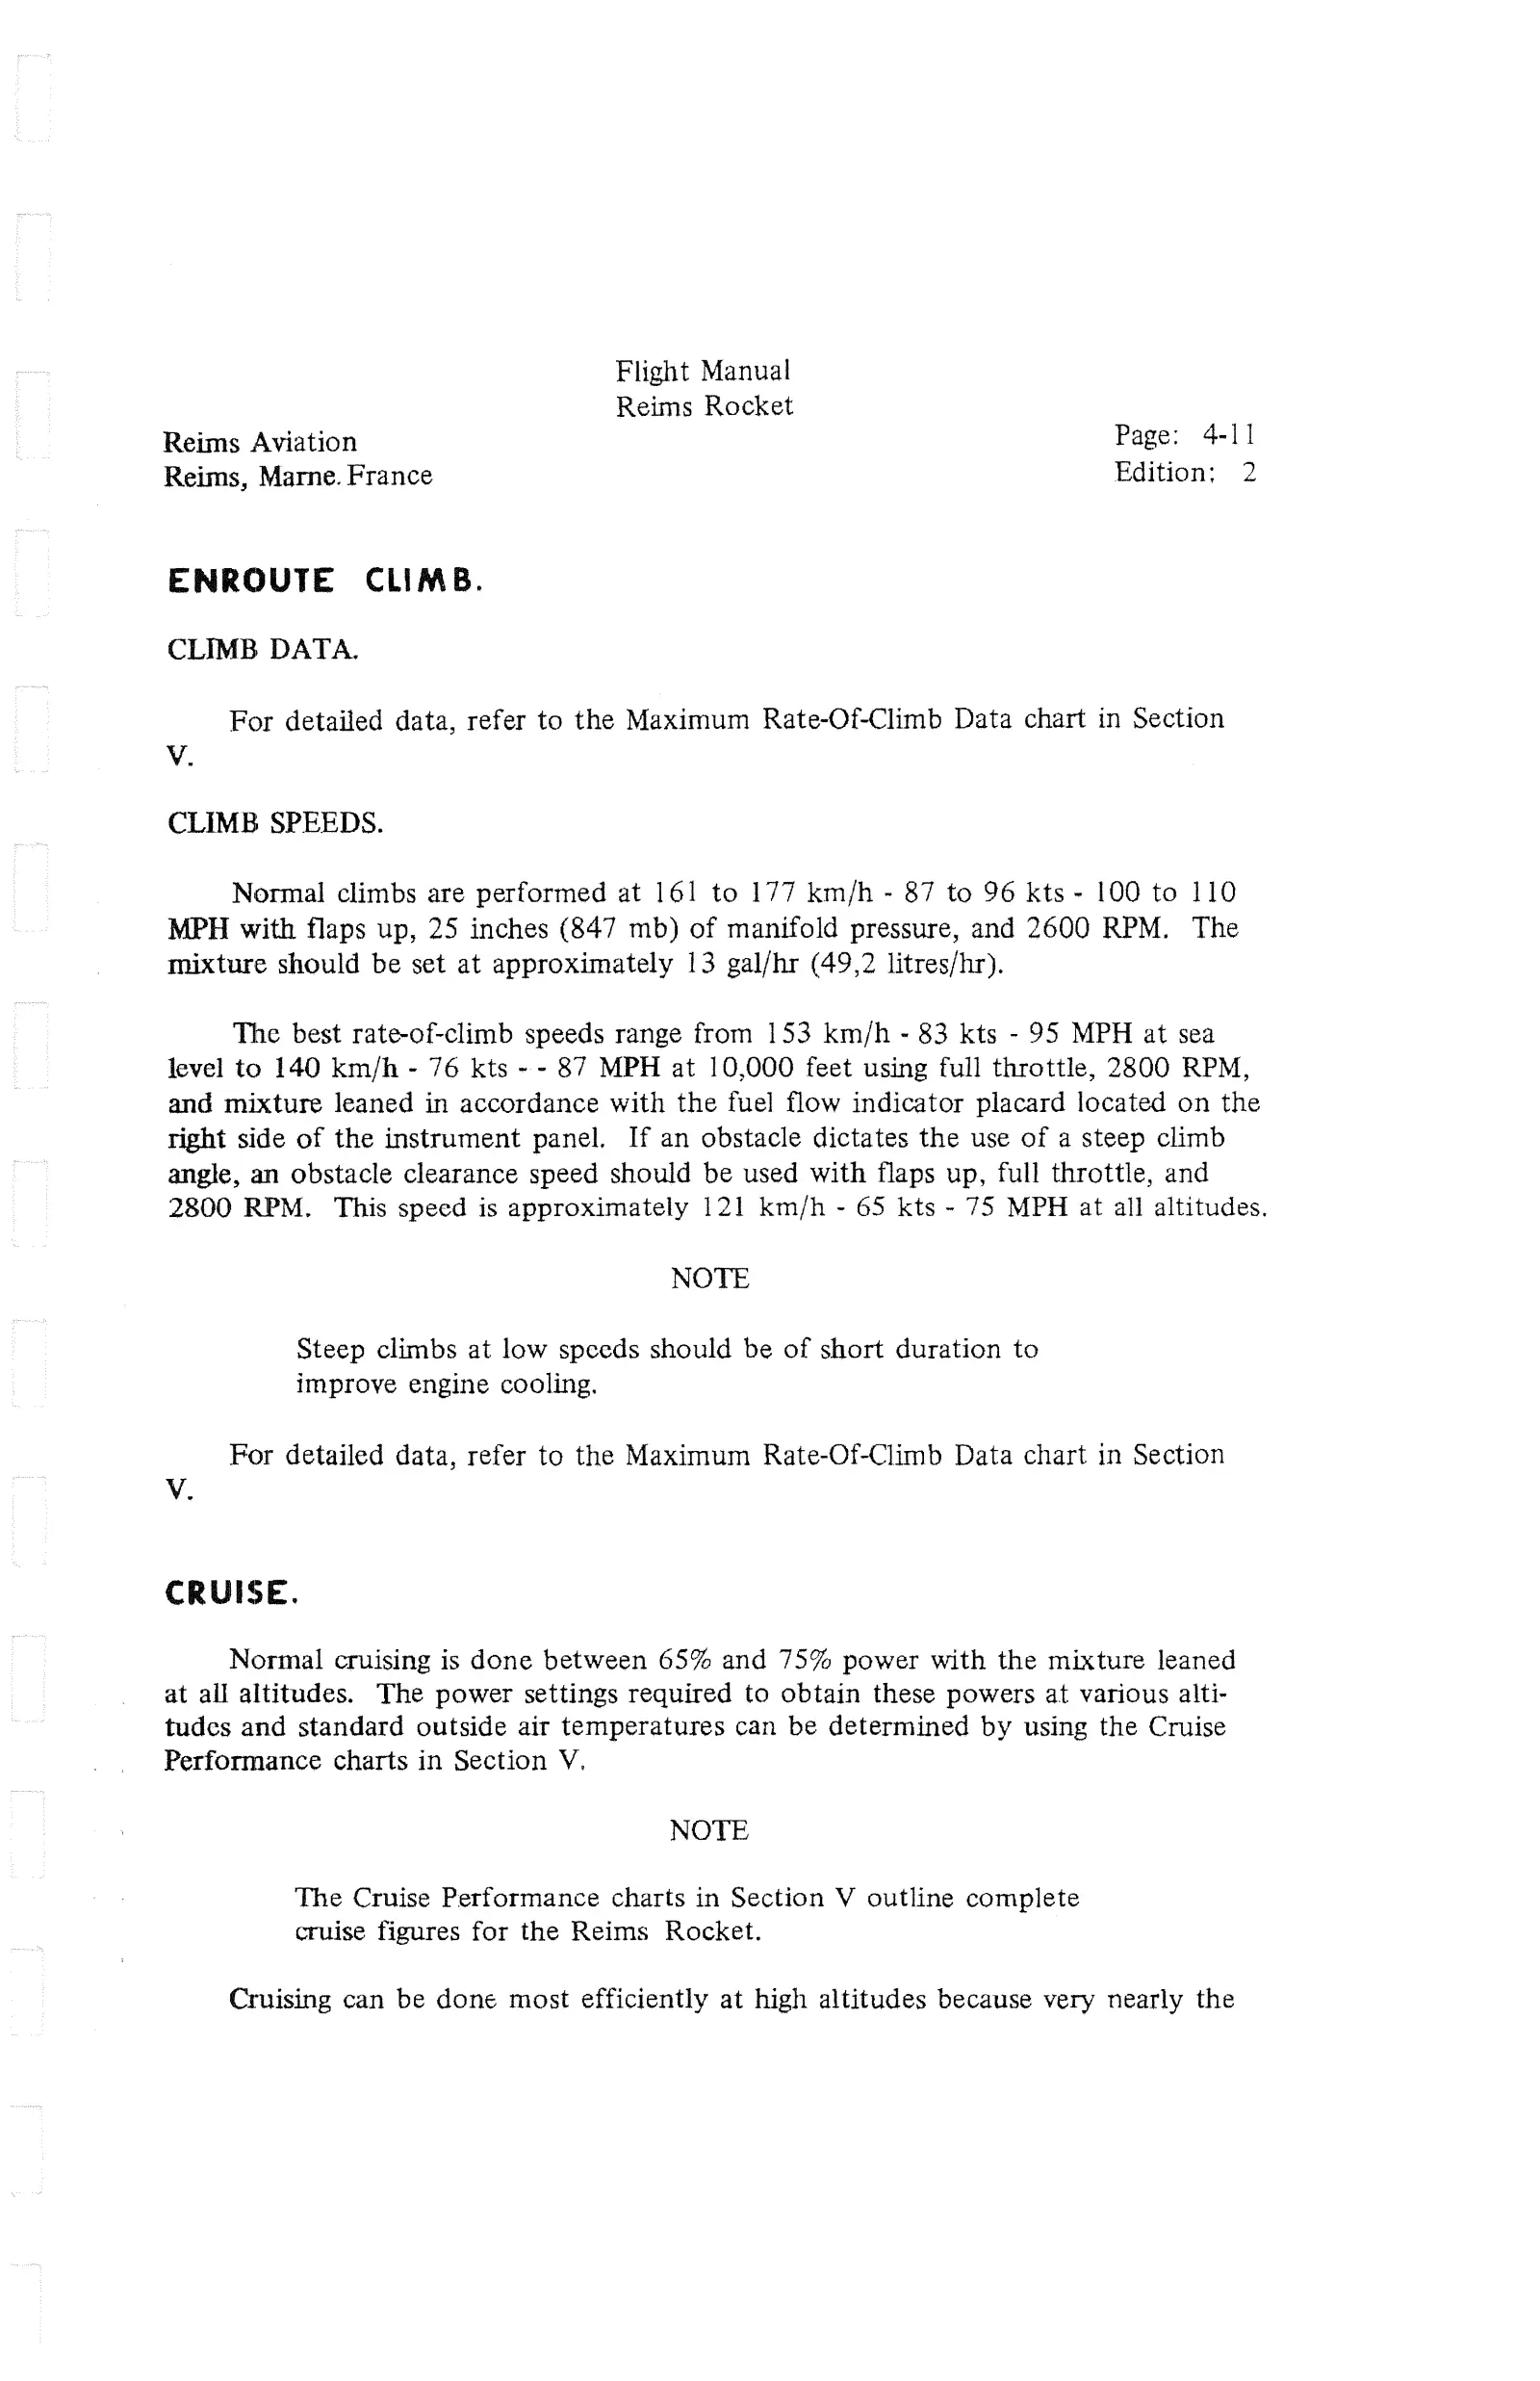 Flight Manual
Reims Rocket
Reims Aviation
Reims, Marne. France
Page: 4-11
Edition: 2
ENROUTE CLIMB.
CLIMB DATA.
For detailed data, refer to the Maximum Rate-Of-Climb Data chart in Section
V.
CLIMB SPEEDS.
Normal climbs are performed at 161 to 177 km/h - 87 to 96 kts - 100 to 110
MPH with flaps up, 25 inches (847 mb) of manifold pressure, and 2600 RPM. The
mixture should be set at approximately 13 gal/hr (49,2 litres/hr).
The best rate-of-climb speeds range from 153 km/h - 83 kts - 95 MPH at sea
level to 140 km/h - 76 kts - - 87 MPH at 10,000 feet using full throttle, 2800 RPM,
and mixture leaned in accordance with the fuel flow indicator placard located on the
right side of the instrument panel. If an obstacle dictates the use of a steep climb
angle, an obstacle clearance speed should be used with flaps up, full throttle, and
2800 RPM. This speed is approximately 121 km/h - 65 kts - 75 MPH at all altitudes.
NOTE
Steep climbs at low speeds should be of short duration to
improve engine cooling.
For detailed data, refer to the Maximum Rate-Of-Climb Data chart in Section
V.
CRUISE.
Normal cruising is done between 65% and 75% power with the mixture leaned
at all altitudes. The power settings required to obtain these powers at various alti-
tudes and standard outside air temperatures can be determined by using the Cruise
Performance charts in Section V.
NOTE
The Cruise Performance charts in Section V outline complete
cruise figures for the Reims Rocket.
Cruising can be done most efficiently at high altitudes because very nearly the